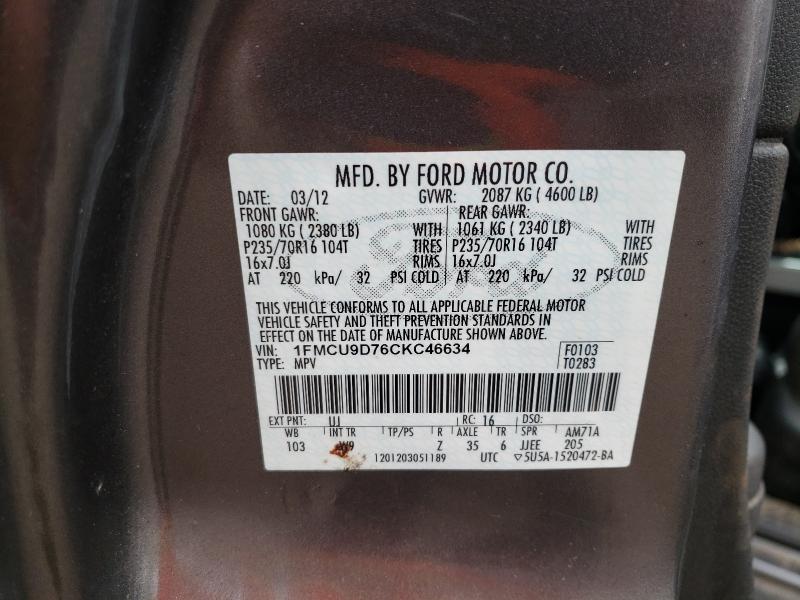 MFD. BY FORD MOTOR CO.
DATE: 03/12 GVWR: 2087 KG ( 4600 LB)
FRONT GAWR: REAR GAWR:
1080 KG ( 2380 LB) WITH 1061 KG ( 2340 LB) WITH
P235/70R16 104T TIRES P235/70R16 104T TIRES
16x7.0J RIMS 16x7.0J RIMS
AT 220 kPa/ 32 PSI COLD AT 220 kPa/ 32 PSI COLD
THIS VEHICLE CONFORMS TO ALL APPLICABLE FEDERAL MOTOR
VEHICLE SAFETY AND THEFT PREVENTION STANDARDS IN
EFFECT ON THE DATE OF MANUFACTURE SHOWN ABOVE.
VIN: 1FMCU9D76CKC46634 F0103
TYPE: MPV T0283
EXT PNT: UJ RC: 16 DSO:
WB INT TR TP/PS R AXLE TR SPR AM71A
103 Z 35 6 JJEE 205
1201203051189 UTC ▽5U5A-1520472-BA